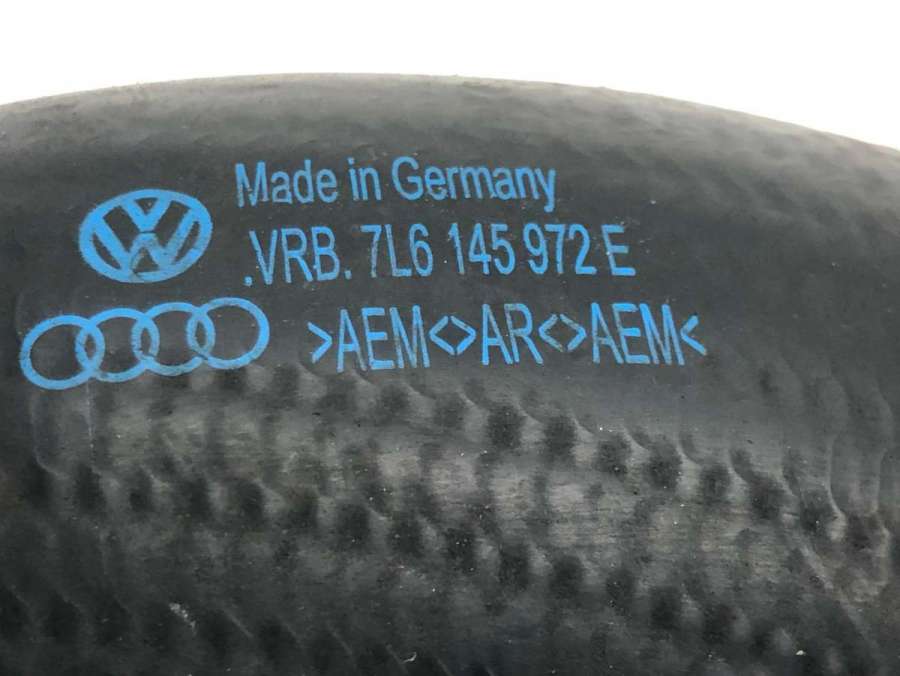 Made in Germany
.VRB. 7L6 145 972 E
>AEM<>AR<>AEM<